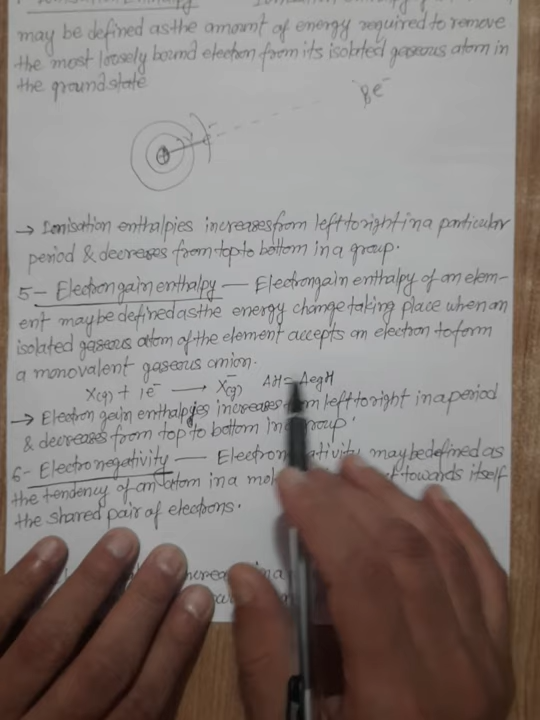 may be defined as the amount of energy required to remove
the most loosely bound electron from its isolated gaseous atom in
the ground state
e⁻
→ Ionisation enthalpies increases from left to right in a particular
period & decreases from top to bottom in a group.
5- Electron gain enthalpy — Electron gain enthalpy of an elem-
ent may be defined as the energy change taking place when an
isolated gaseous atom of the element accepts an electron to form
a monovalent gaseous anion.
X(g) + 1e⁻ → X⁻(g) ΔH = ΔegH
→ Electron gain enthalpies increases left to right in a period
& decreases from top to bottom in
6- Electronegativity — may be defined as
the tendency of an atom in a towards itself
the shared pair of electrons.
in a